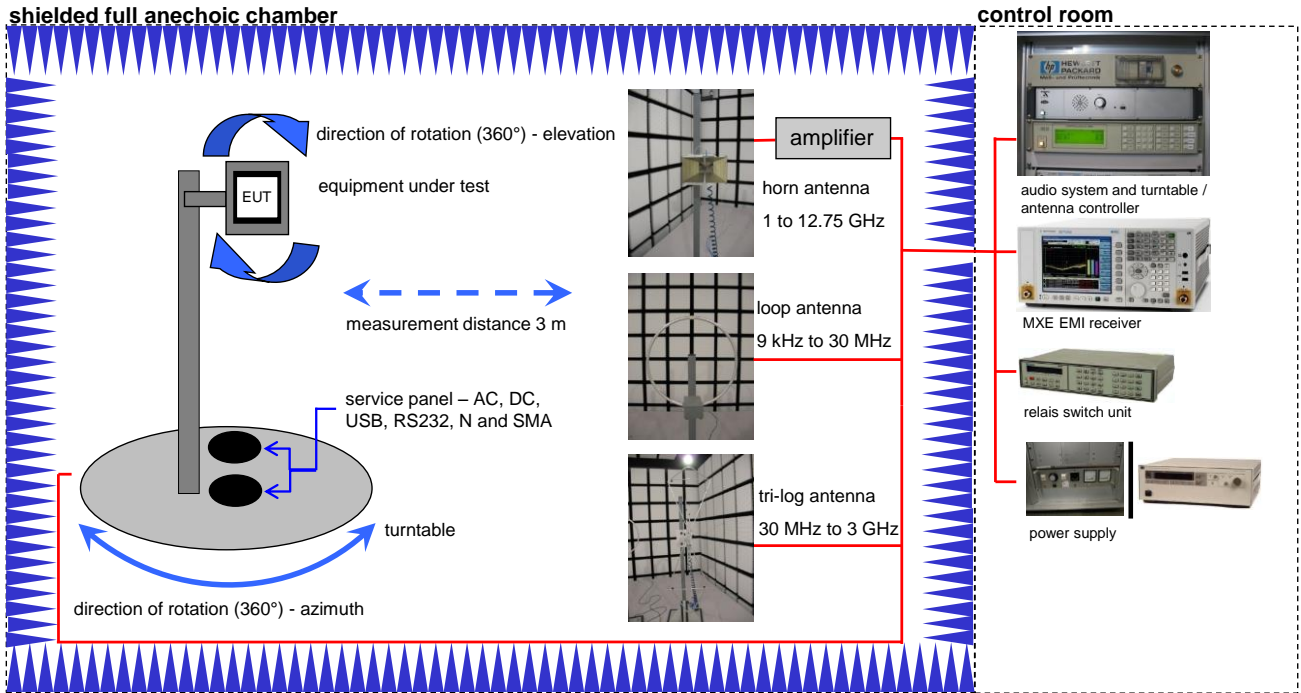 shielded full anechoic chamber
control room
direction of rotation (360°) - elevation
equipment under test
EUT
measurement distance 3 m
service panel – AC, DC,
USB, RS232, N and SMA
turntable
direction of rotation (360°) - azimuth
amplifier
horn antenna
1 to 12.75 GHz
loop antenna
9 kHz to 30 MHz
tri-log antenna
30 MHz to 3 GHz
hp HEWLETT
PACKARD
audio system and turntable /
antenna controller
MXE EMI receiver
relais switch unit
power supply